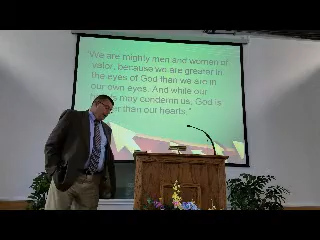 "We are mighty men and women of
valor, because we are greater in
the eyes of God than we are in
our own eyes. And while our
may condemn us, God is
than our hearts."